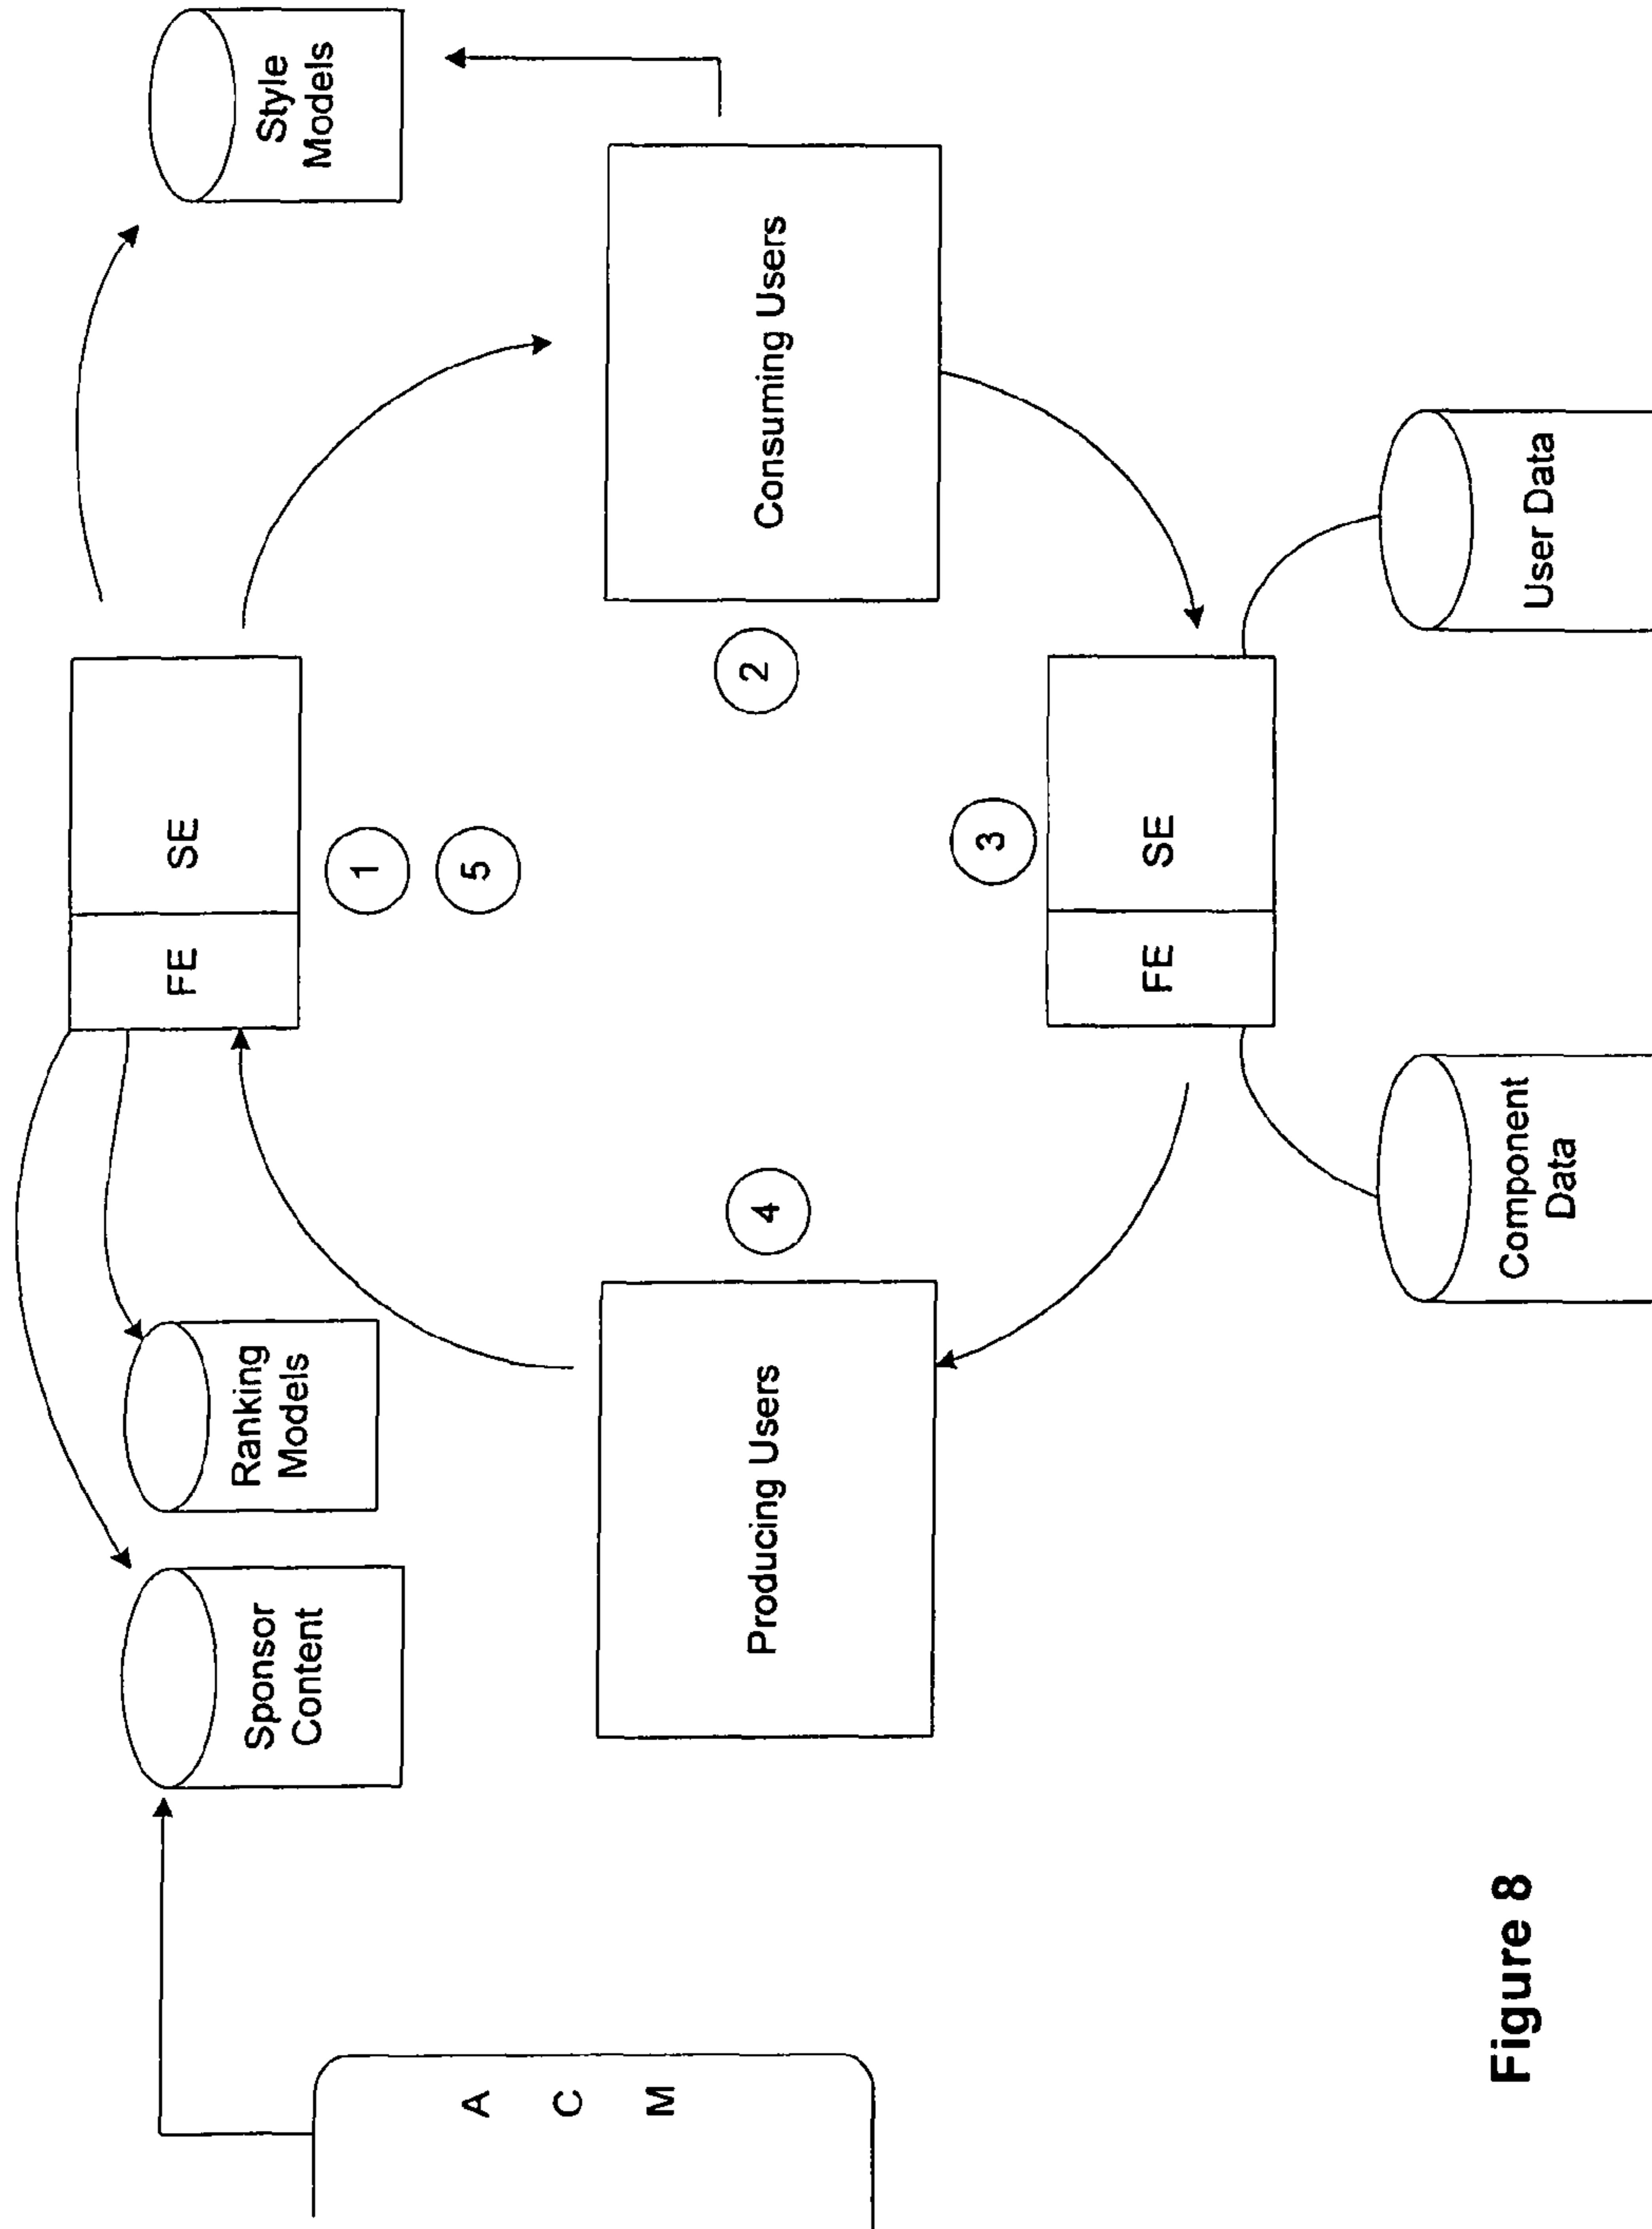 FE
SE
Sponsor
Content
Ranking
Models
Style
Models
1
5
A
C
M
Producing Users
4
2
Consuming Users
3
FE
SE
Component
Data
User Data
Figure 8